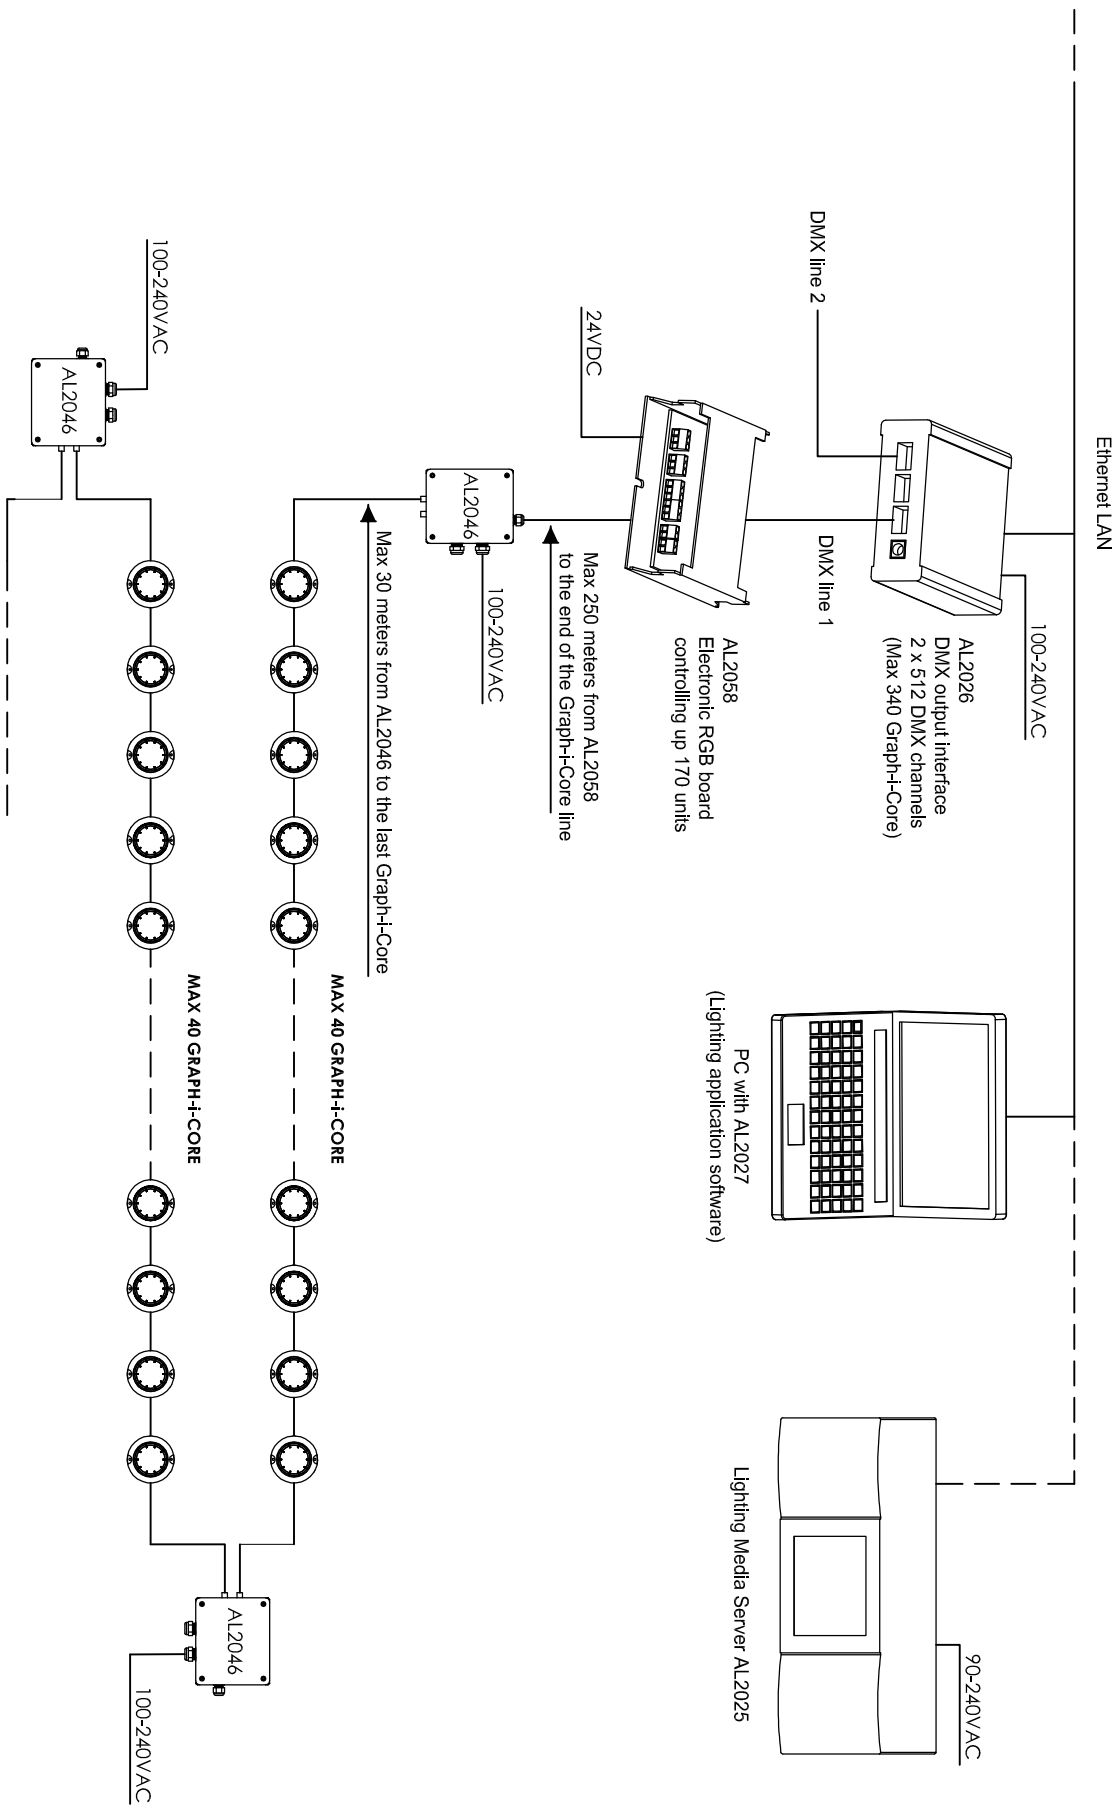 Ethernet LAN
100-240VAC
AL2026
DMX output interface
2 x 512 DMX channels
(Max 340 Graph-i-Core)
DMX line 2
DMX line 1
24VDC
AL2058
Electronic RGB board
controlling up 170 units
Max 250 meters from AL2058
to the end of the Graph-i-Core line
AL2046
100-240VAC
Max 30 meters from AL2046 to the last Graph-i-Core
PC with AL2027
(Lighting application software)
90-240VAC
Lighting Media Server AL2025
MAX 40 GRAPH-i-CORE
MAX 40 GRAPH-i-CORE
100-240VAC
AL2046
AL2046
100-240VAC